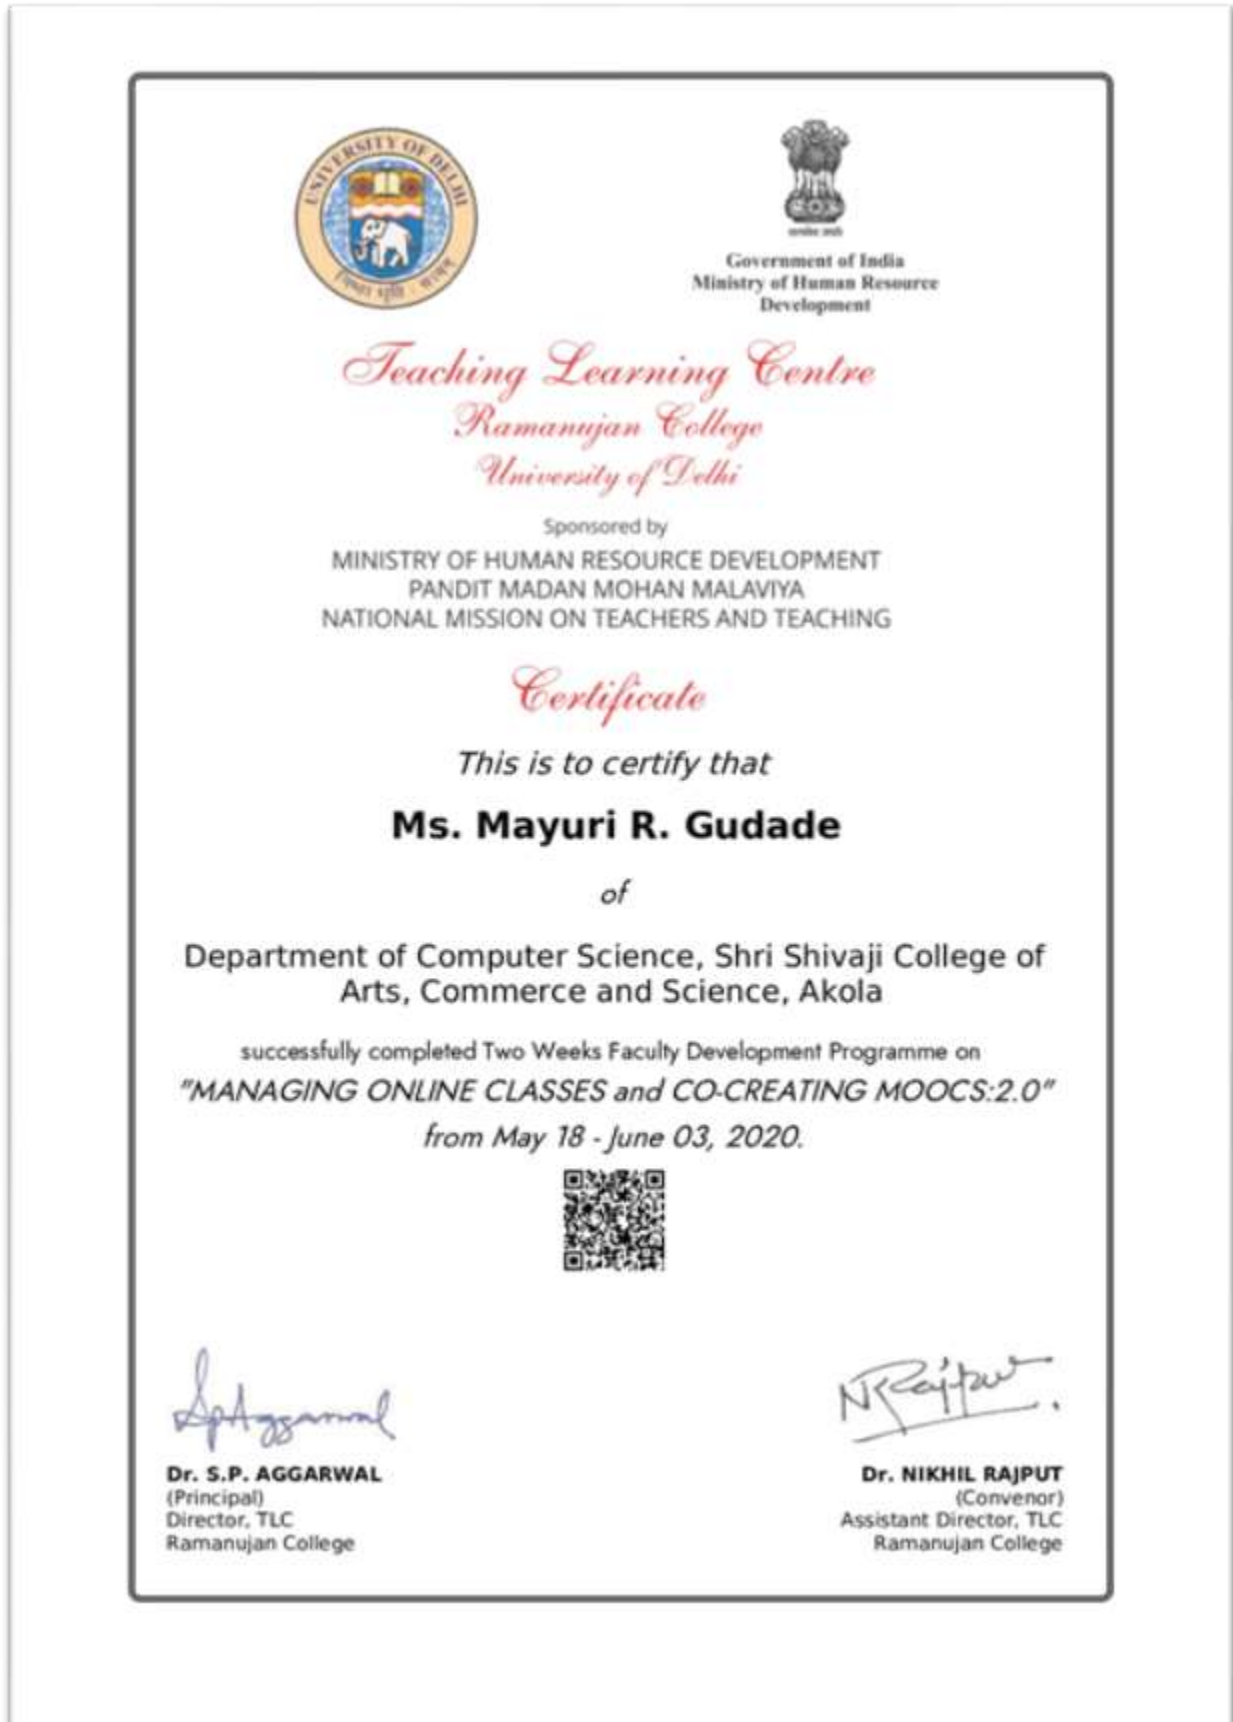 UNIVERSITY OF DELHI
Government of India
Ministry of Human Resource
Development
Teaching Learning Centre
Ramanujan College
University of Delhi
Sponsored by
MINISTRY OF HUMAN RESOURCE DEVELOPMENT
PANDIT MADAN MOHAN MALAVIYA
NATIONAL MISSION ON TEACHERS AND TEACHING
Certificate
This is to certify that
Ms. Mayuri R. Gudade
of
Department of Computer Science, Shri Shivaji College of
Arts, Commerce and Science, Akola
successfully completed Two Weeks Faculty Development Programme on
"MANAGING ONLINE CLASSES and CO-CREATING MOOCS:2.0"
from May 18 - June 03, 2020.
SpAggarwal
NRajput
Dr. S.P. AGGARWAL
(Principal)
Director, TLC
Ramanujan College
Dr. NIKHIL RAJPUT
(Convenor)
Assistant Director, TLC
Ramanujan College